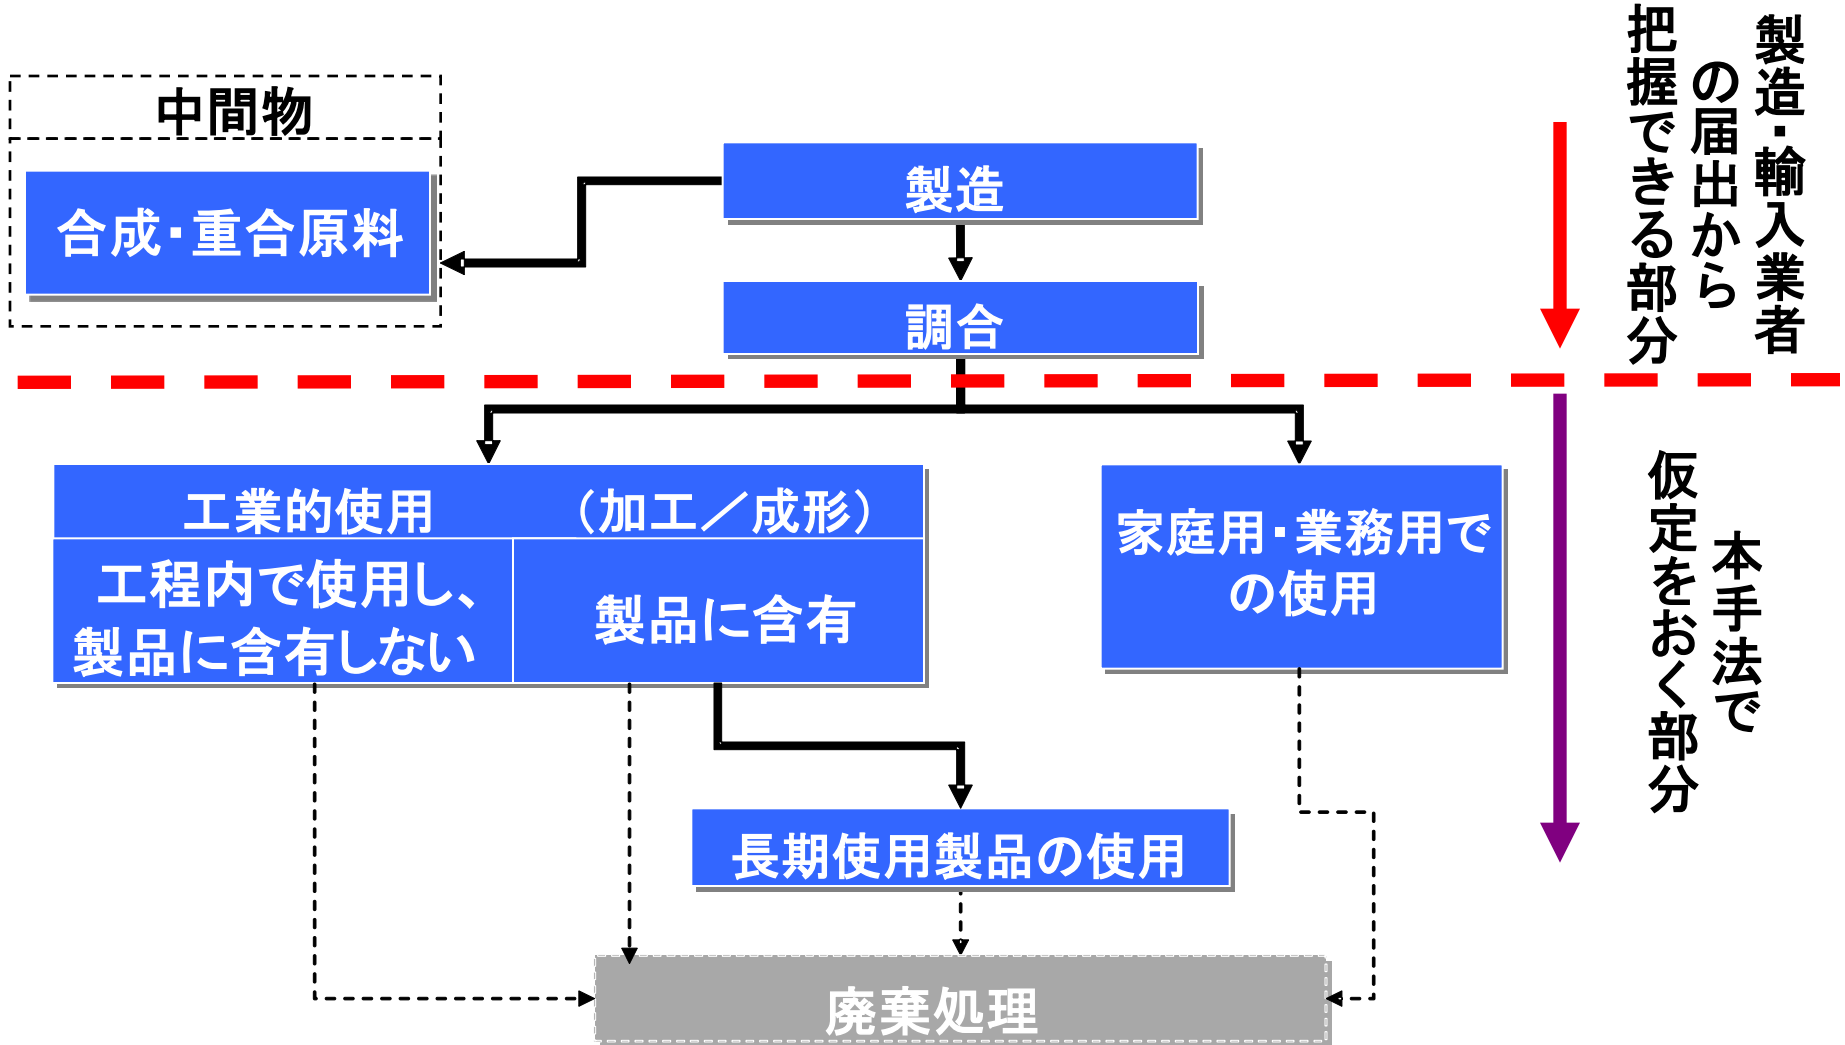 中間物
合成・重合原料
製造
調合
製造・輸入業者
の届出から
把握できる部分
工業的使用　（加工／成形）
工程内で使用し、
製品に含有しない
製品に含有
家庭用・業務用で
の使用
本手法で
仮定をおく部分
長期使用製品の使用
廃棄処理